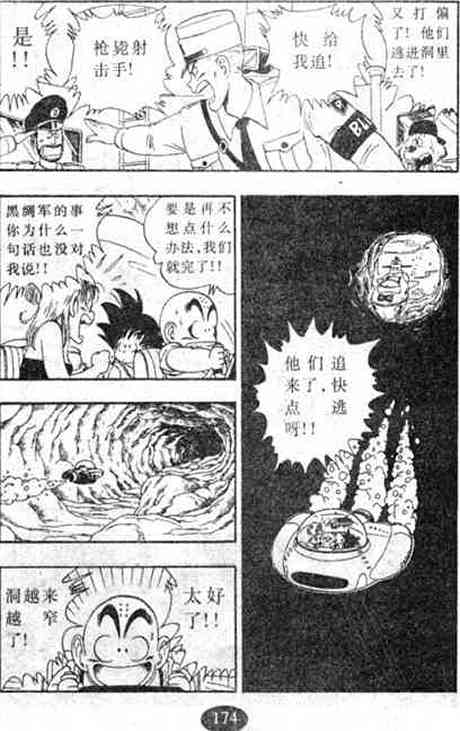 又打偏
了! 他们
逃进洞里
去了!
快给
我追!
枪毙射
击手!
是
!!
他们追
来了,快
点逃
呀!!
要是再不
想点什么
办法,我们
就完了!!
黑绸军的事
你为什么一
句话也没对
我说!!
太好
了!!
洞越来
越窄
了!
174